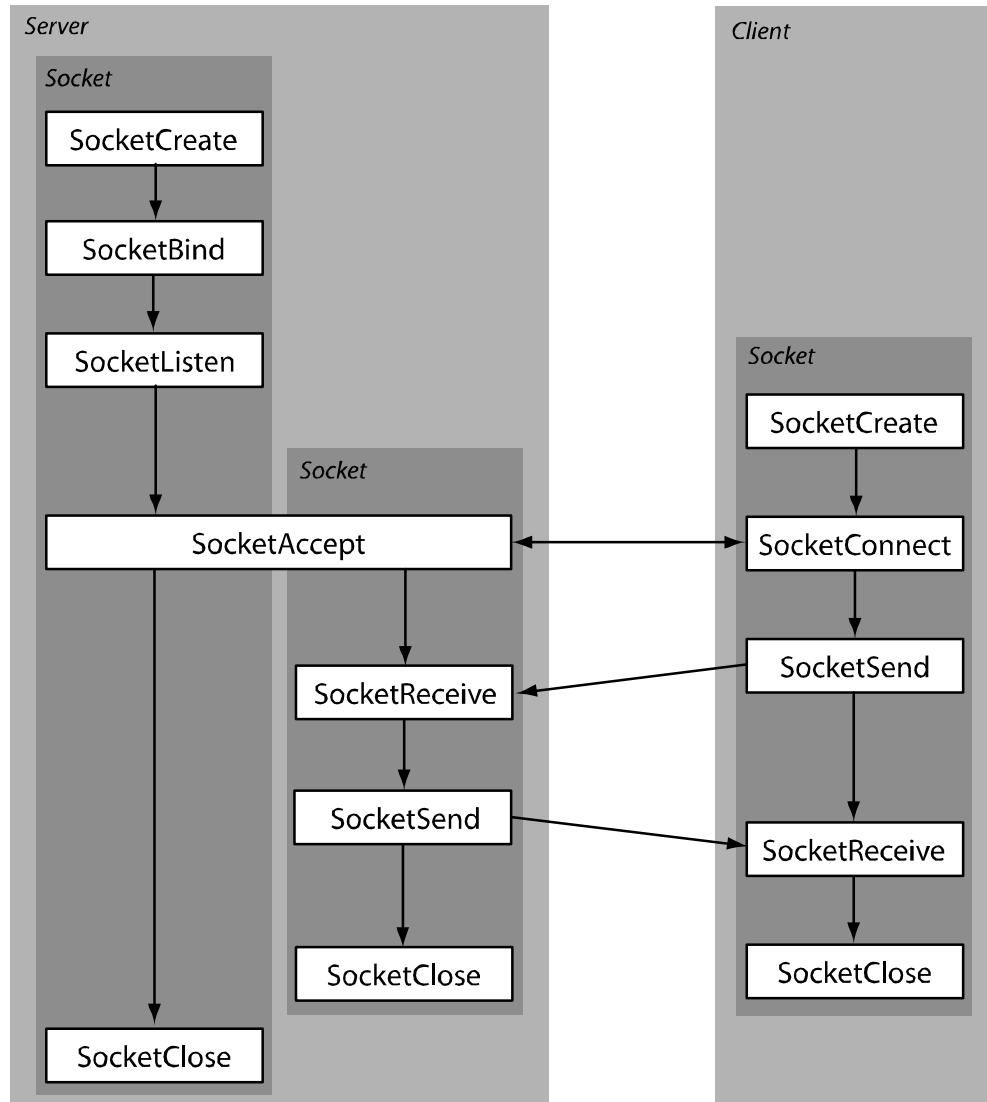 Server
Socket
SocketCreate
SocketBind
SocketListen
Socket
SocketAccept
SocketReceive
SocketSend
SocketClose
SocketClose
Client
Socket
SocketCreate
SocketConnect
SocketSend
SocketReceive
SocketClose